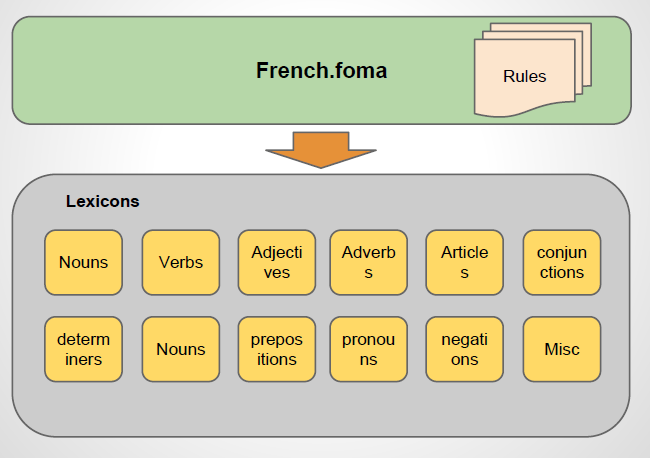 French.foma
Rules
Lexicons
Nouns
Verbs
Adjecti
ves
Adverb
s
Article
s
conjun
ctions
determ
iners
Nouns
prepos
itions
pronou
ns
negati
ons
Misc